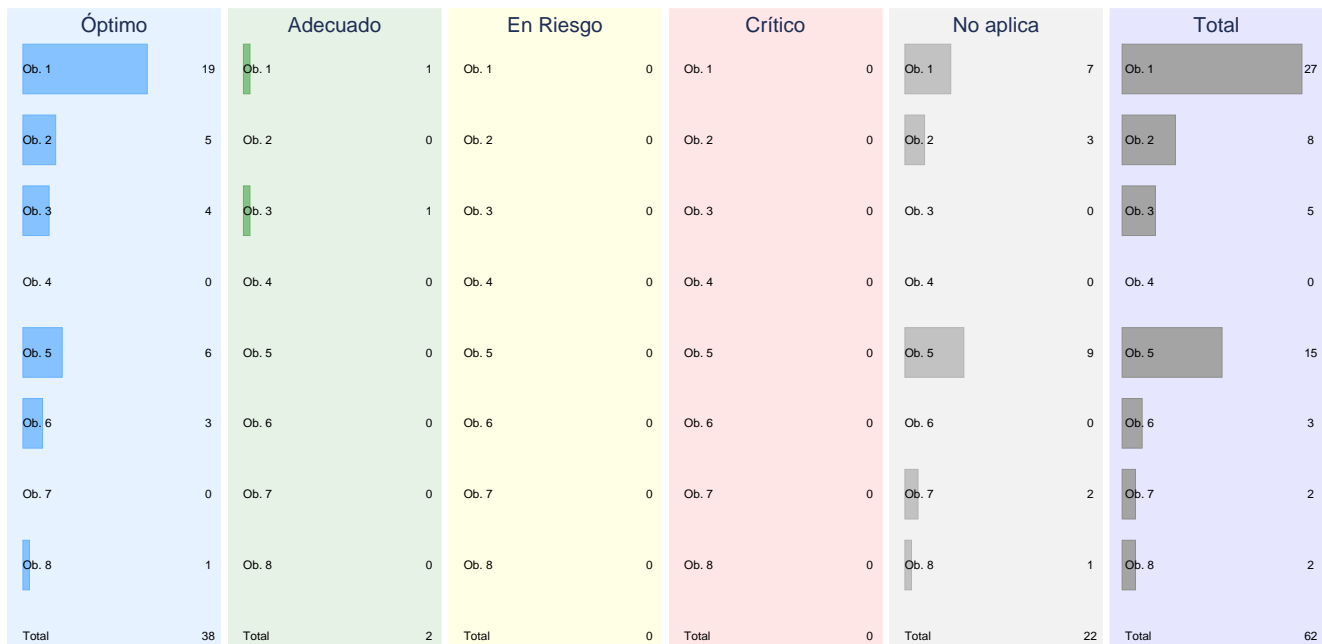 Óptimo Adecuado En Riesgo Crítico No aplica Total
Ob. 1 19 Ob. 1 1 Ob. 1 0 Ob. 1 0 Ob. 1 7 Ob. 1 27
Ob. 2 5 Ob. 2 0 Ob. 2 0 Ob. 2 0 Ob. 2 3 Ob. 2 8
Ob. 3 4 Ob. 3 1 Ob. 3 0 Ob. 3 0 Ob. 3 0 Ob. 3 5
Ob. 4 0 Ob. 4 0 Ob. 4 0 Ob. 4 0 Ob. 4 0 Ob. 4 0
Ob. 5 6 Ob. 5 0 Ob. 5 0 Ob. 5 0 Ob. 5 9 Ob. 5 15
Ob. 6 3 Ob. 6 0 Ob. 6 0 Ob. 6 0 Ob. 6 0 Ob. 6 3
Ob. 7 0 Ob. 7 0 Ob. 7 0 Ob. 7 0 Ob. 7 2 Ob. 7 2
Ob. 8 1 Ob. 8 0 Ob. 8 0 Ob. 8 0 Ob. 8 1 Ob. 8 2
Total 38 Total 2 Total 0 Total 0 Total 22 Total 62